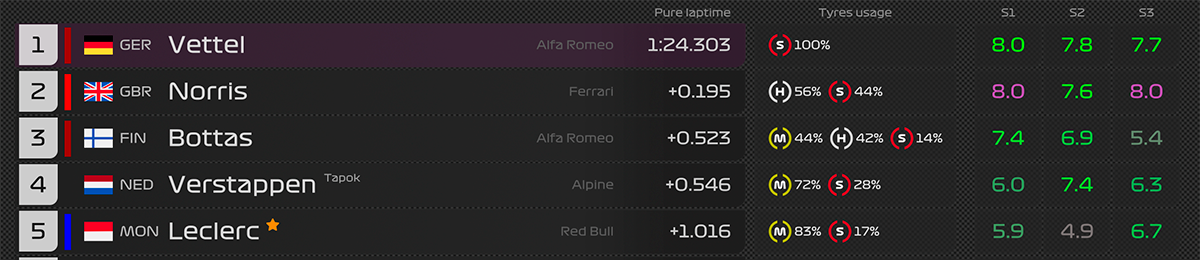 Pure laptime Tyres usage S1 S2 S3
1 GER Vettel Alfa Romeo 1:24.303 S 100% 8.0 7.8 7.7
2 GBR Norris Ferrari +0.195 H 56% S 44% 8.0 7.6 8.0
3 FIN Bottas Alfa Romeo +0.523 M 44% H 42% S 14% 7.4 6.9 5.4
4 NED Verstappen Tapok Alpine +0.546 M 72% S 28% 6.0 7.4 6.3
5 MON Leclerc Red Bull +1.016 M 83% S 17% 5.9 4.9 6.7